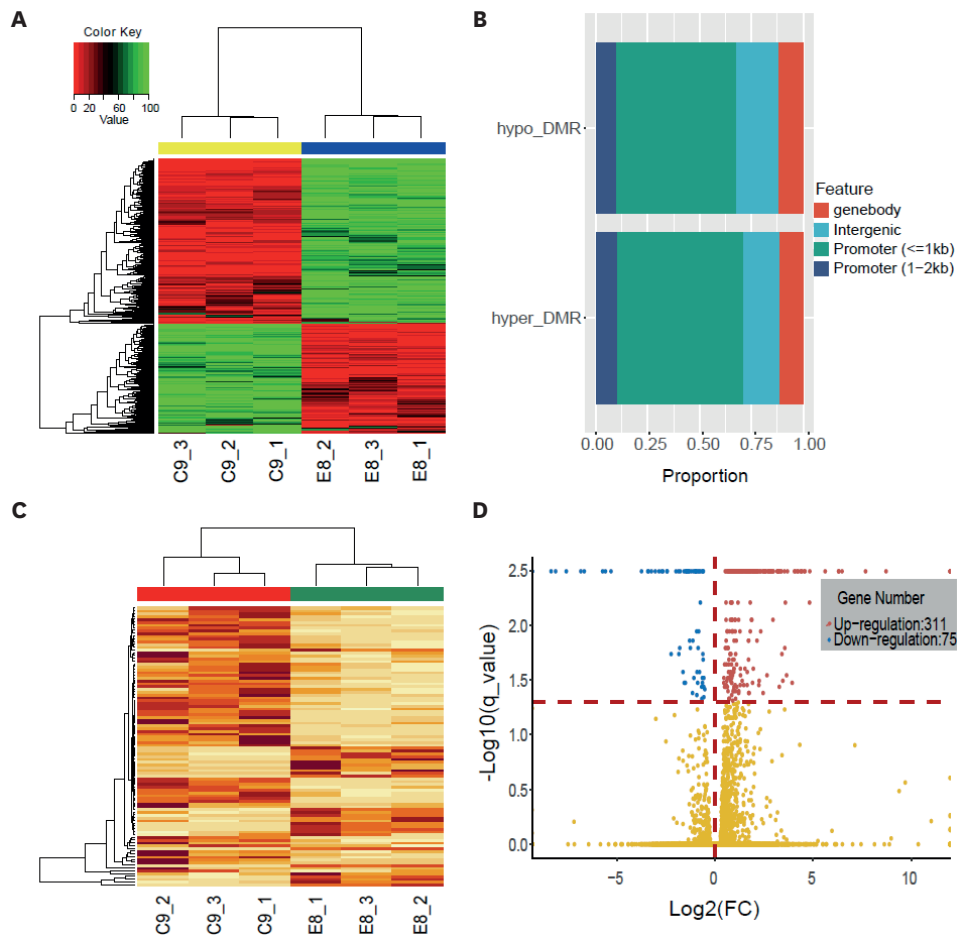 A
Color Key
0 20 60 100
Value
C9_3 C9_2 C9_1 E8_2 E8_3 E8_1
B
hypo_DMR
hyper_DMR
0.00 0.25 0.50 0.75 1.00
Proportion
Feature
genebody
Intergenic
Promoter (<=1kb)
Promoter (1−2kb)
C
C9_2 C9_3 C9_1 E8_1 E8_3 E8_2
D
-Log10(q_value)
2.5
2.0
1.5
1.0
0.5
0.0
−5 0 5 10
Log2(FC)
Gene Number
Up−regulation:311
Down−regulation:75